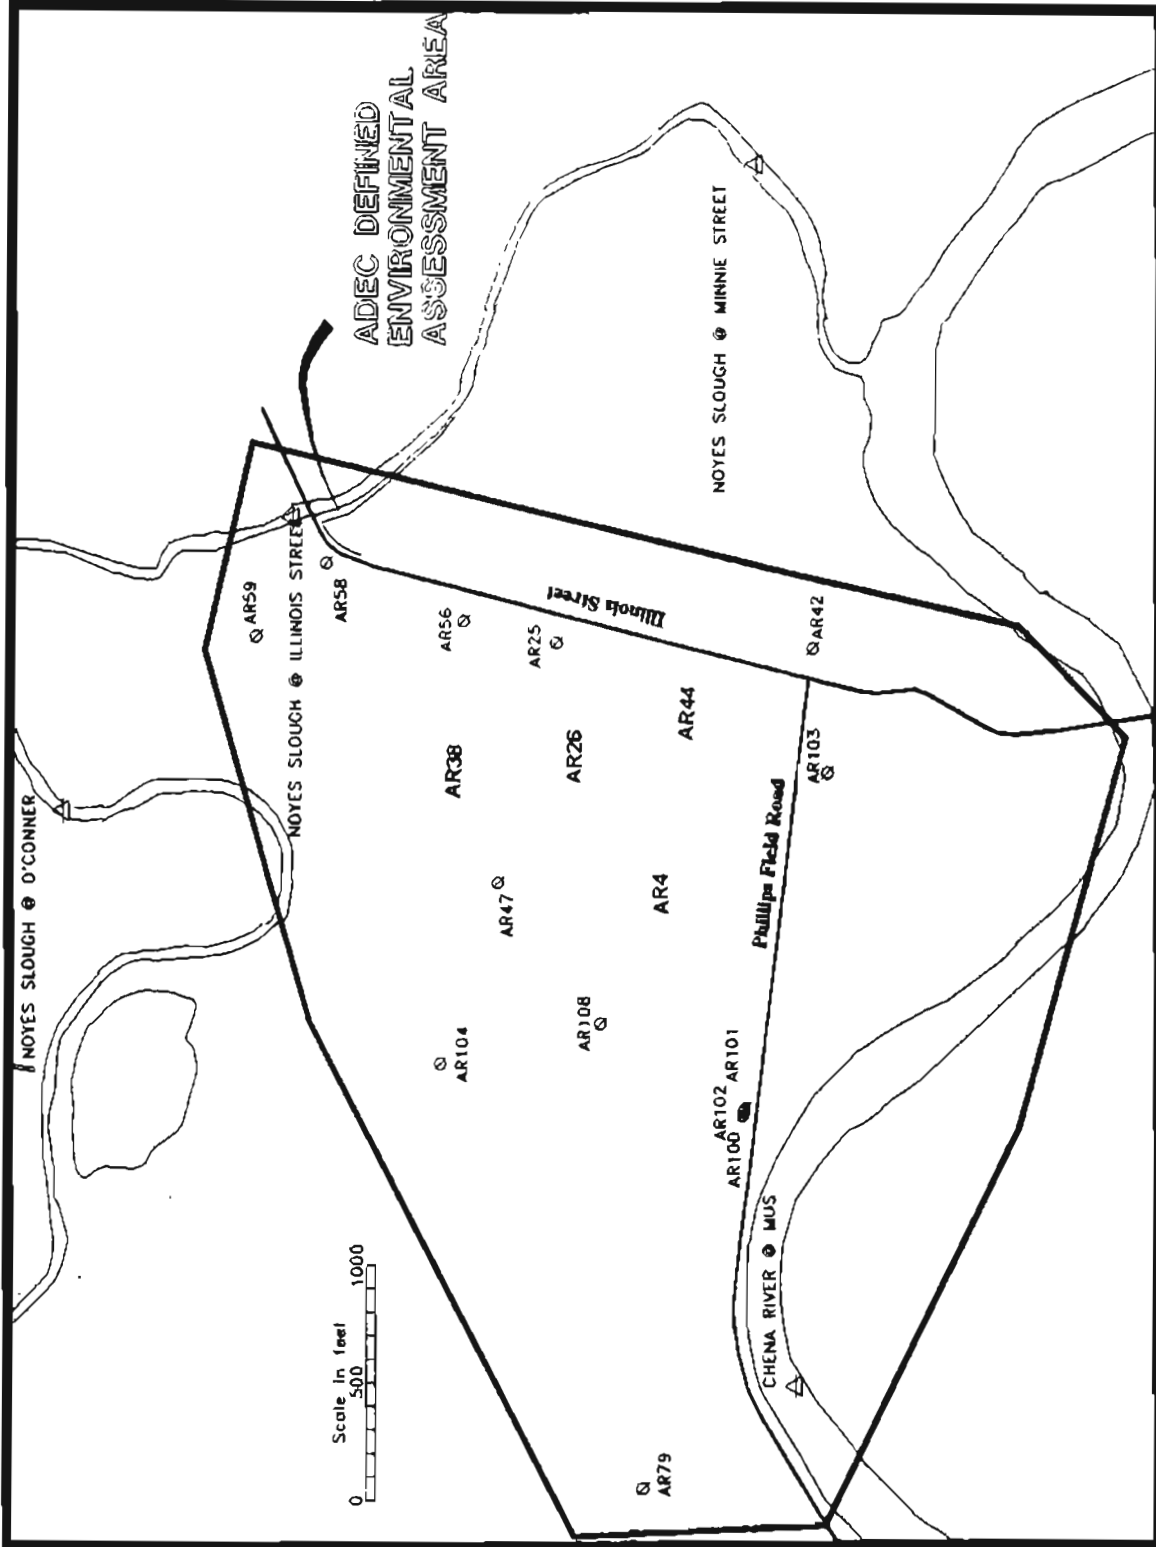 ADEC DEFINED
ENVIRONMENTAL
ASSESSMENT AREA
NOYES SLOUGH @ O'CONNER
NOYES SLOUGH @ ILLINOIS STREET
NOYES SLOUGH @ MINNIE STREET
CHENA RIVER @ MUS
Illinois Street
Phillips Field Road
AR59
AR58
AR56
AR25
AR42
AR38
AR26
AR44
AR103
AR47
AR4
AR104
AR108
AR101
AR102
AR100
AR79
Scale in feet
0 500 1000